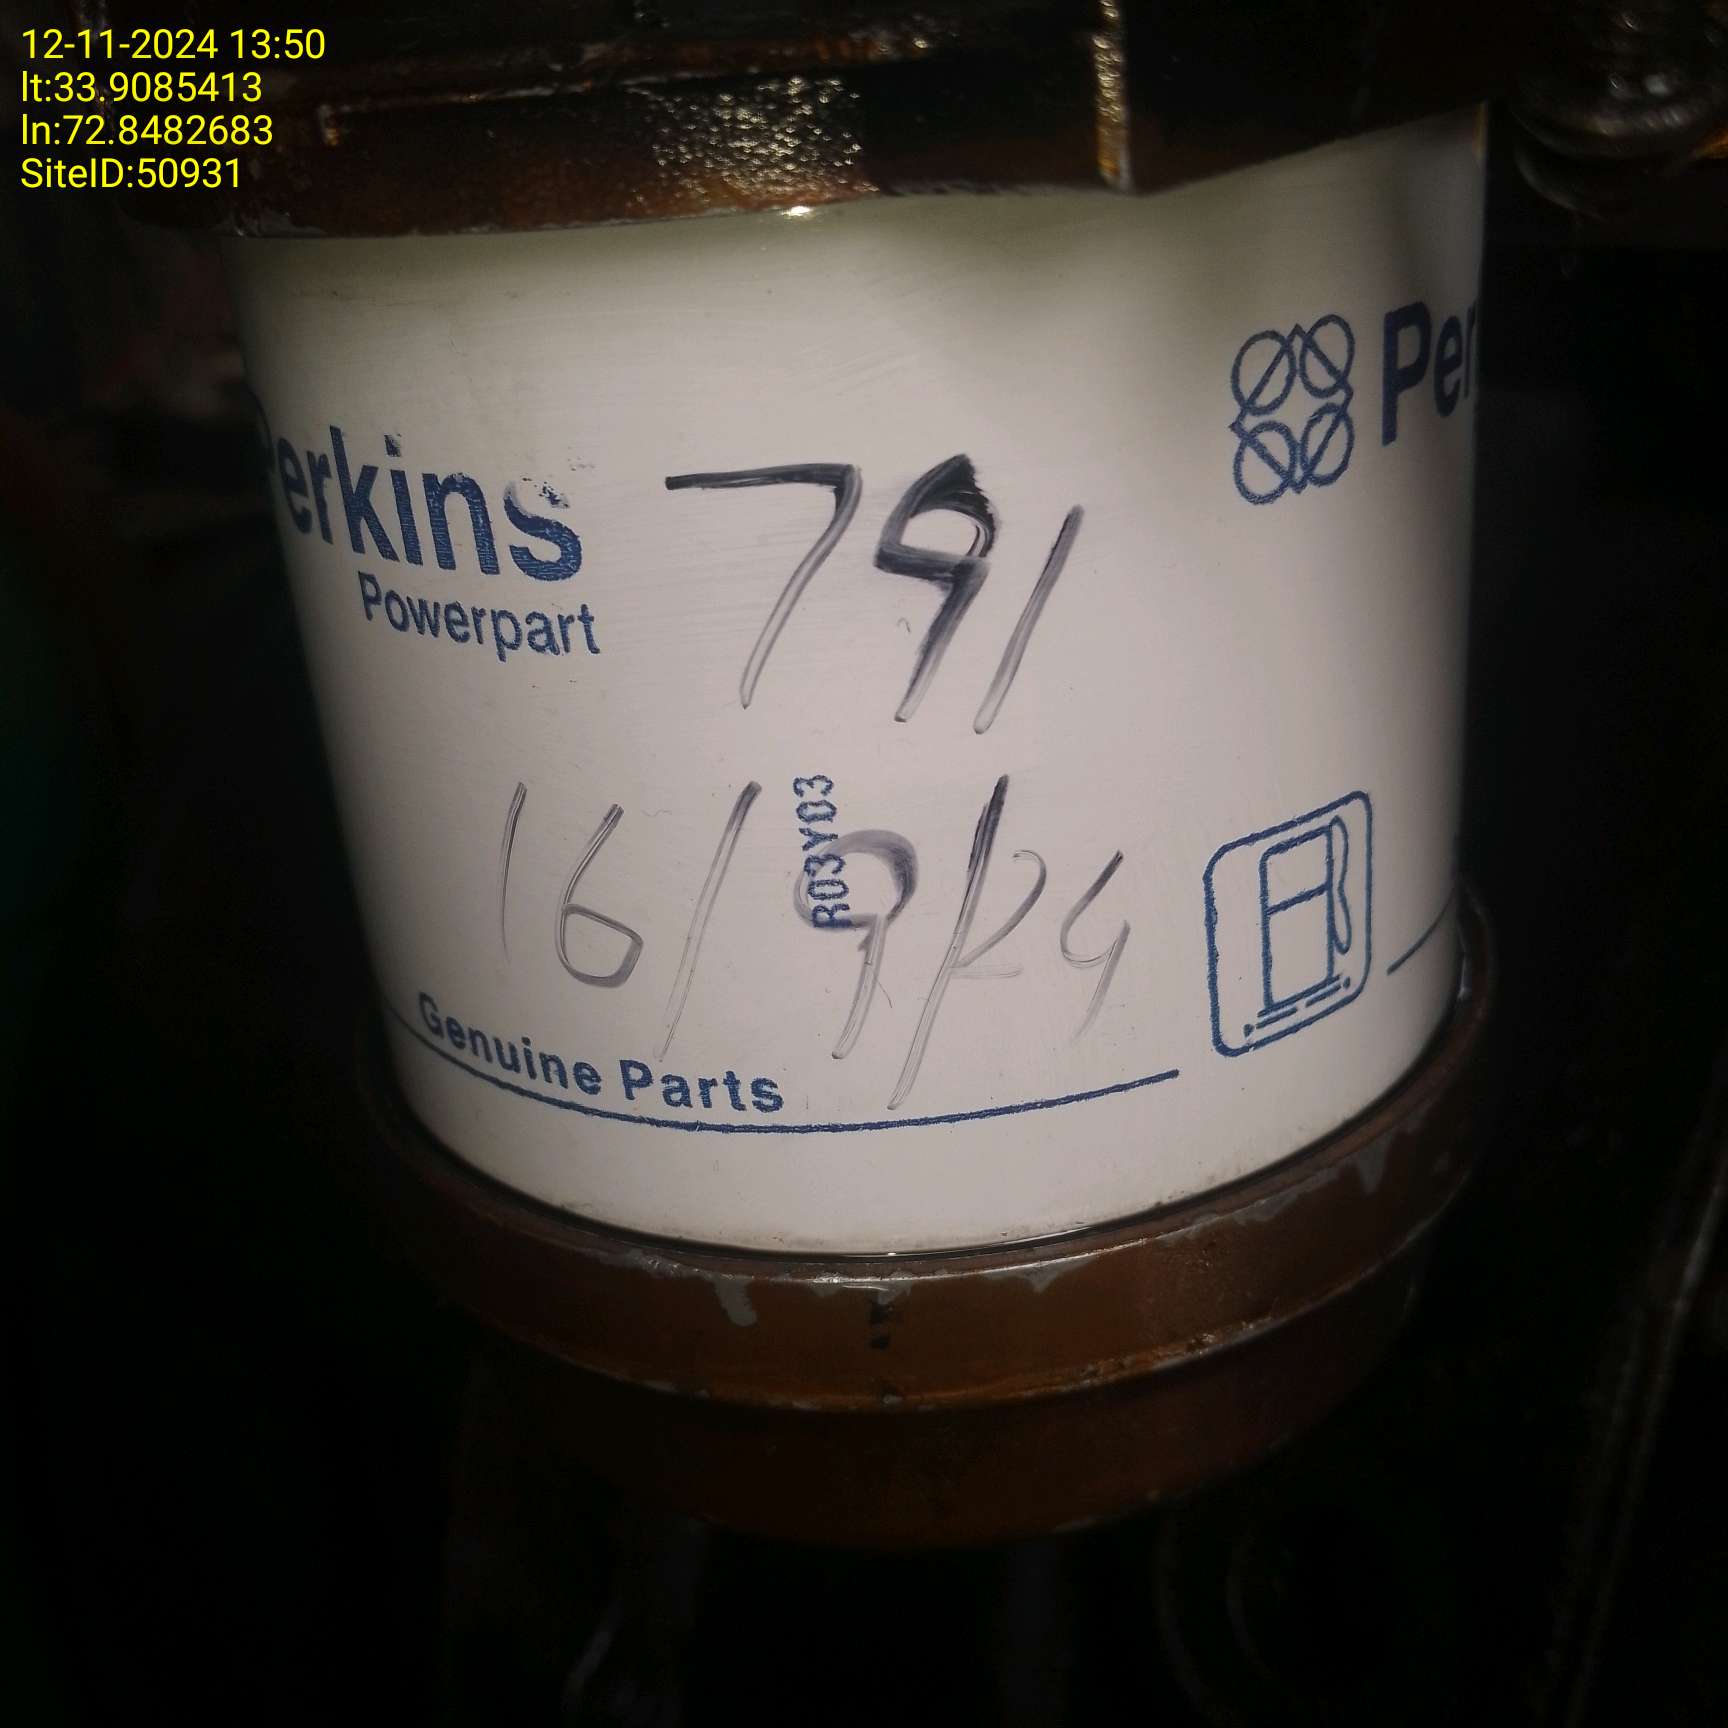 12-11-2024 13:50
lt:33.9085413
ln:72.8482683
SiteID:50931
Perkins
Powerpart
Per
791
R03Y03
16/9/24
Genuine Parts